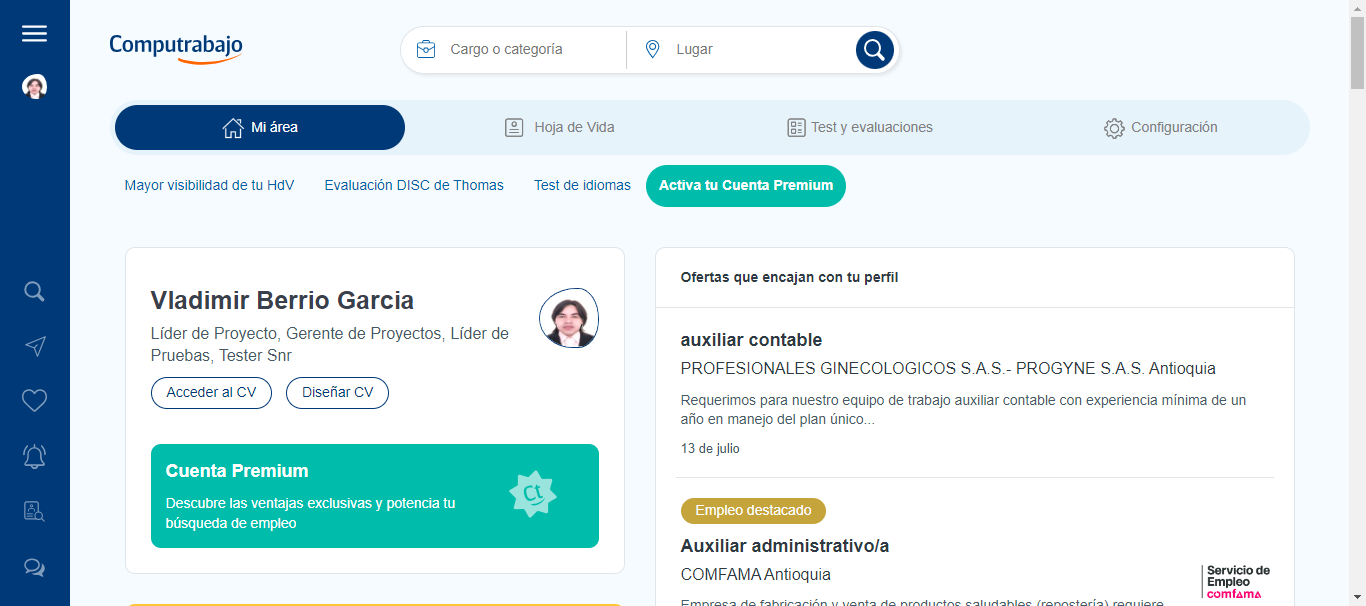 Computrabajo
Cargo o categoría
Lugar
Mi área
Hoja de Vida
Test y evaluaciones
Configuración
Mayor visibilidad de tu HdV
Evaluación DISC de Thomas
Test de idiomas
Activa tu Cuenta Premium
Vladimir Berrio Garcia
Líder de Proyecto, Gerente de Proyectos, Líder de
Pruebas, Tester Snr
Acceder al CV
Diseñar CV
Cuenta Premium
Descubre las ventajas exclusivas y potencia tu
búsqueda de empleo
Ct
Ofertas que encajan con tu perfil
auxiliar contable
PROFESIONALES GINECOLOGICOS S.A.S.- PROGYNE S.A.S. Antioquia
Requerimos para nuestro equipo de trabajo auxiliar contable con experiencia mínima de un
año en manejo del plan único...
13 de julio
Empleo destacado
Auxiliar administrativo/a
COMFAMA Antioquia
Servicio de
Empleo
comfama
Empresa de fabricación y venta de productos saludables (repostería) requiere